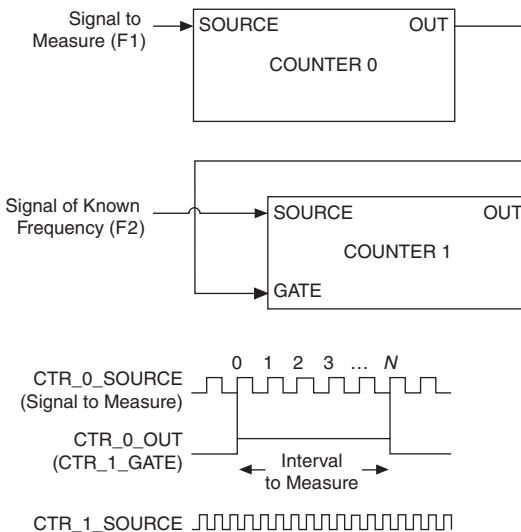 Signal to
Measure (F1)
SOURCE OUT
COUNTER 0
Signal of Known
Frequency (F2)
SOURCE OUT
COUNTER 1
GATE
0 1 2 3 … N
CTR_0_SOURCE
(Signal to Measure)
CTR_0_OUT
(CTR_1_GATE)
Interval
to Measure
CTR_1_SOURCE